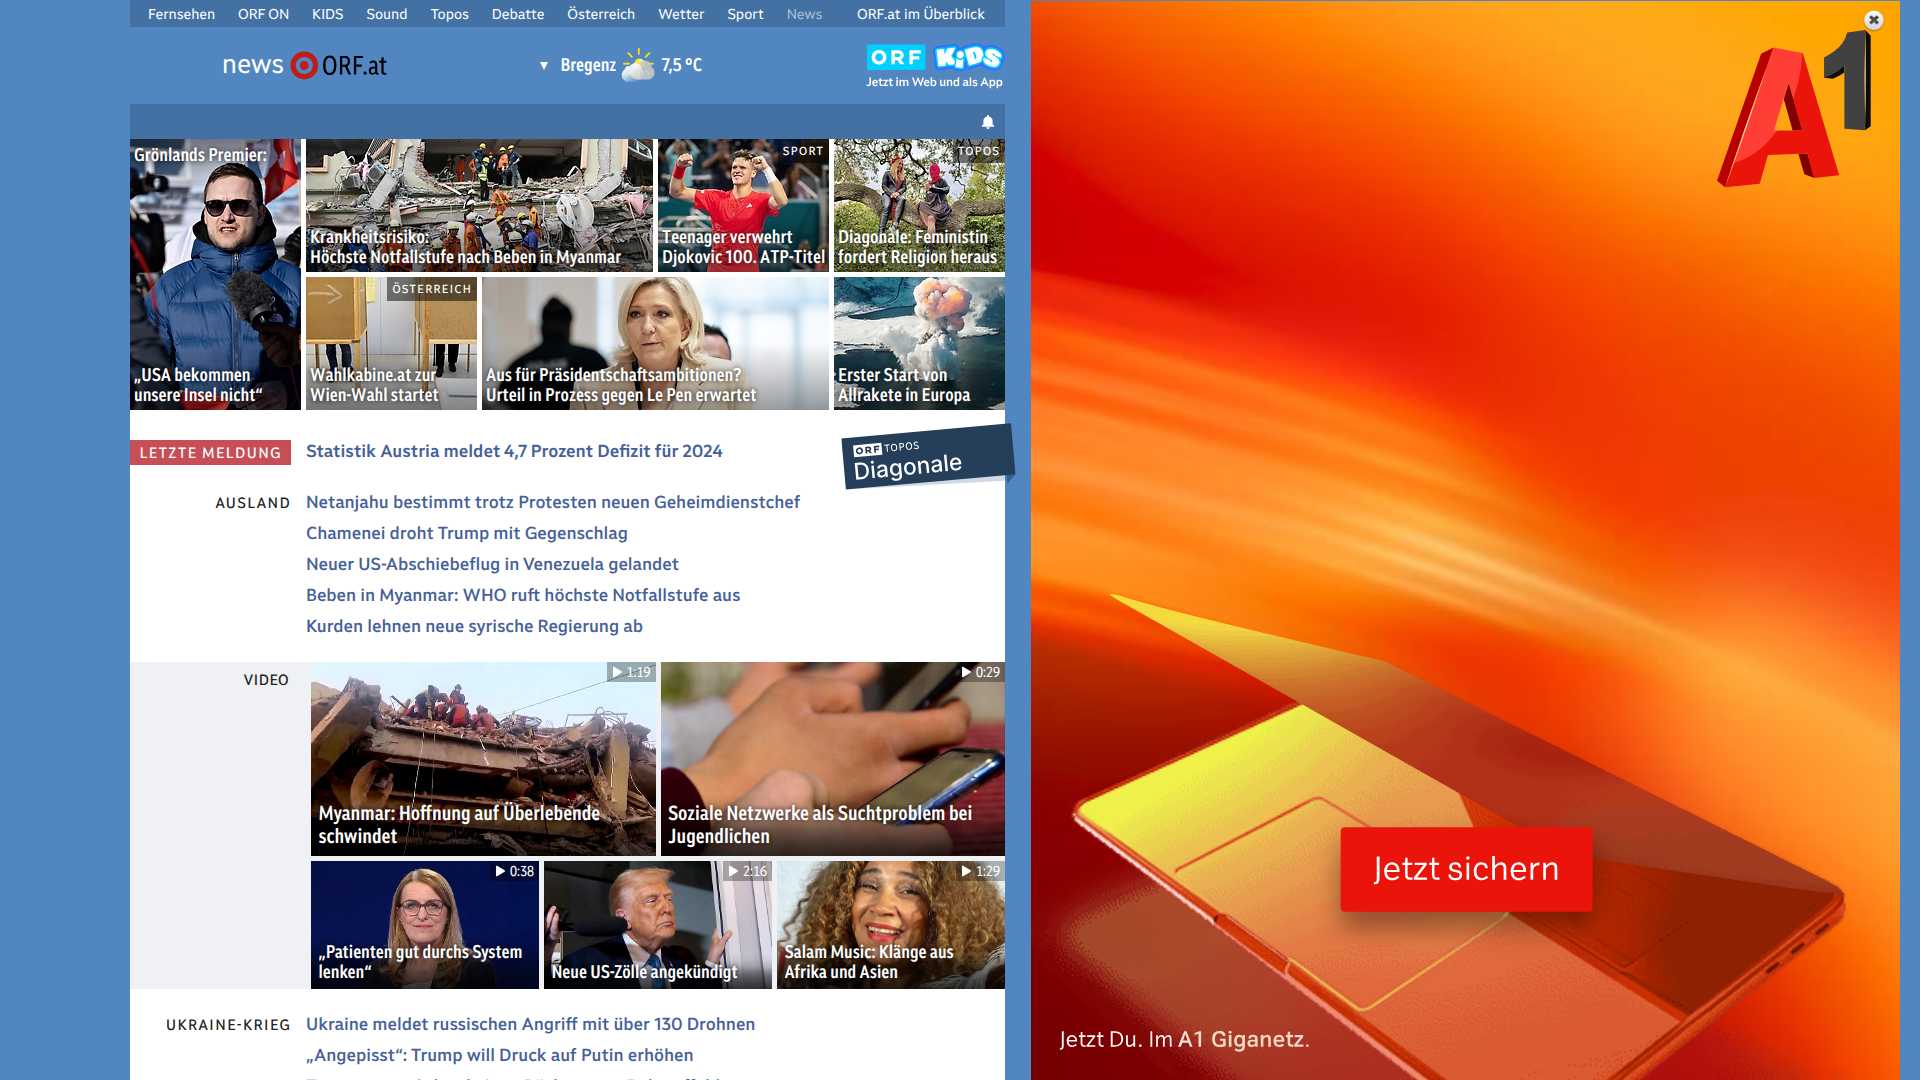 Fernsehen ORF ON KIDS Sound Topos Debatte Österreich Wetter Sport News ORF.at im Überblick
news ORF.at
Bregenz 7,5 °C
ORF KiDS
Jetzt im Web und als App
Grönlands Premier:
„USA bekommen
unsere Insel nicht“
Krankheitsrisiko:
Höchste Notfallstufe nach Beben in Myanmar
SPORT
Teenager verwehrt
Djokovic 100. ATP-Titel
TOPOS
Diagonale: Feministin
fordert Religion heraus
ÖSTERREICH
Wahlkabine.at zur
Wien-Wahl startet
Aus für Präsidentschaftsambitionen?
Urteil in Prozess gegen Le Pen erwartet
Erster Start von
Allrakete in Europa
LETZTE MELDUNG
Statistik Austria meldet 4,7 Prozent Defizit für 2024
ORF TOPOS
Diagonale
AUSLAND
Netanjahu bestimmt trotz Protesten neuen Geheimdienstchef
Chamenei droht Trump mit Gegenschlag
Neuer US-Abschiebeflug in Venezuela gelandet
Beben in Myanmar: WHO ruft höchste Notfallstufe aus
Kurden lehnen neue syrische Regierung ab
VIDEO
1:19
Myanmar: Hoffnung auf Überlebende
schwindet
0:29
Soziale Netzwerke als Suchtproblem bei
Jugendlichen
0:38
„Patienten gut durchs System
lenken“
2:16
Neue US-Zölle angekündigt
1:29
Salam Music: Klänge aus
Afrika und Asien
UKRAINE-KRIEG
Ukraine meldet russischen Angriff mit über 130 Drohnen
„Angepisst“: Trump will Druck auf Putin erhöhen
A1
Jetzt sichern
Jetzt Du. Im A1 Giganetz.